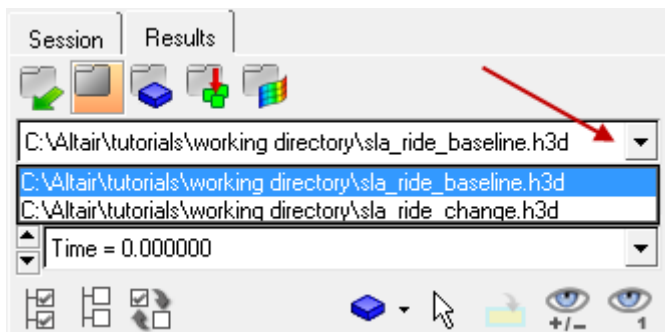 Session Results
C:\Altair\tutorials\working directory\sla_ride_baseline.h3d
C:\Altair\tutorials\working directory\sla_ride_baseline.h3d
C:\Altair\tutorials\working directory\sla_ride_change.h3d
Time = 0.000000
+/- 1